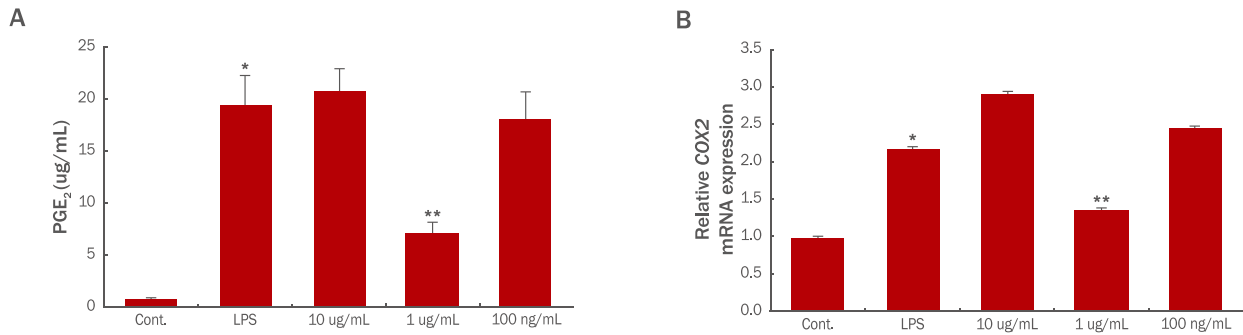 A
PGE₂ (ug/mL)
25
20
15
10
5
0
*
**
Cont. LPS 10 ug/mL 1 ug/mL 100 ng/mL
B
Relative COX2
mRNA expression
3.5
3.0
2.5
2.0
1.5
1.0
0.5
0.0
*
**
Cont. LPS 10 ug/mL 1 ug/mL 100 ng/mL